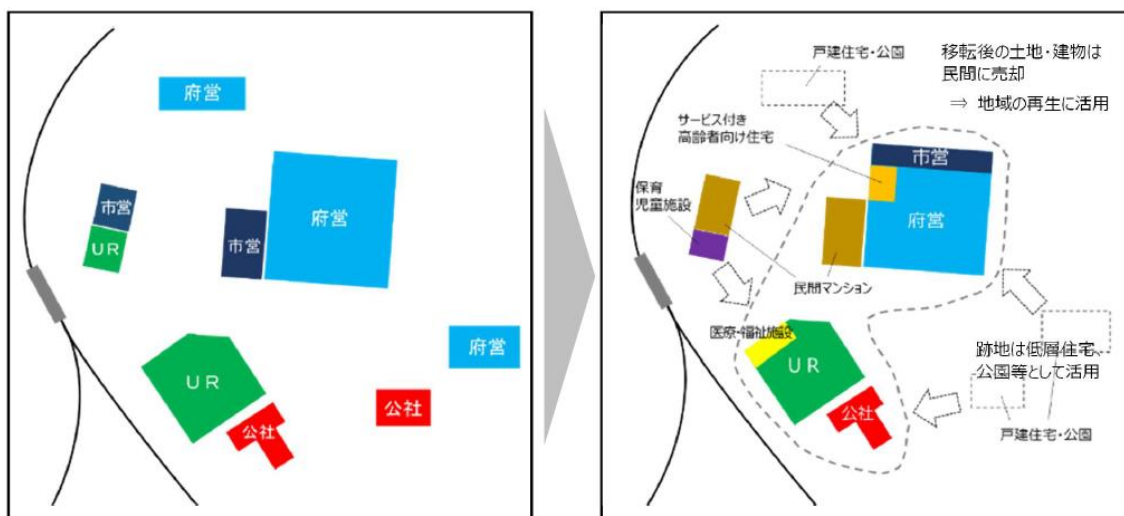 府営
市営
UR
市営
府営
UR
公社
府営
公社
戸建住宅・公園
移転後の土地・建物は
民間に売却
⇒ 地域の再生に活用
サービス付き
高齢者向け住宅
市営
保育
児童施設
府営
民間マンション
医療・福祉施設
UR
公社
跡地は低層住宅、
公園等として活用
戸建住宅・公園